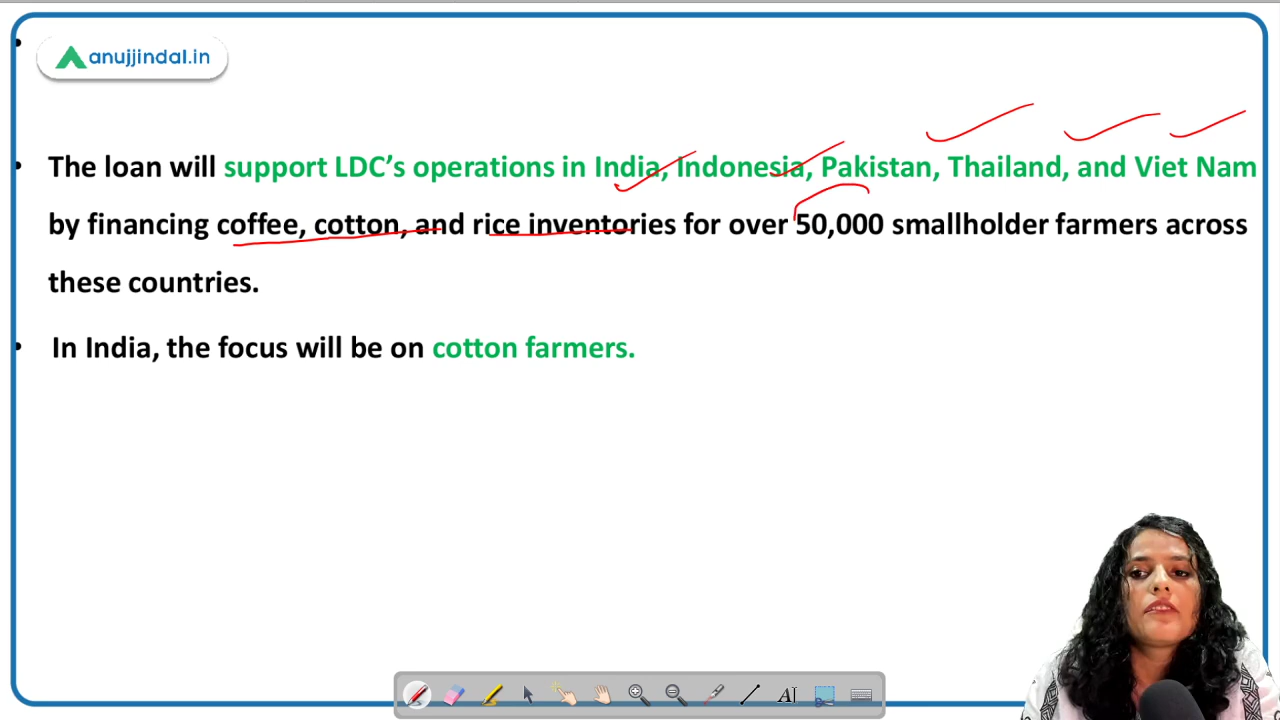 anujjindal.in
• The loan will support LDC’s operations in India, Indonesia, Pakistan, Thailand, and Viet Nam
by financing coffee, cotton, and rice inventories for over 50,000 smallholder farmers across
these countries.
• In India, the focus will be on cotton farmers.
A